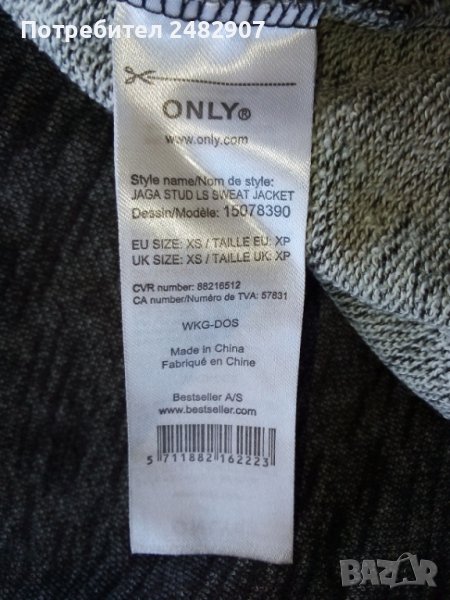 Потребител 2482907
ONLY®
www.only.com
Style name/Nom de style:
JAGA STUD LS SWEAT JACKET
Dessin/Modèle: 15078390
EU SIZE: XS / TAILLE EU: XP
UK SIZE: XS / TAILLE UK: XP
CVR number: 88216512
CA number/Numéro de TVA: 57831
WKG-DOS
Made in China
Fabriqué en Chine
Bestseller A/S
www.bestseller.com
5 711882 162223
BAZAR